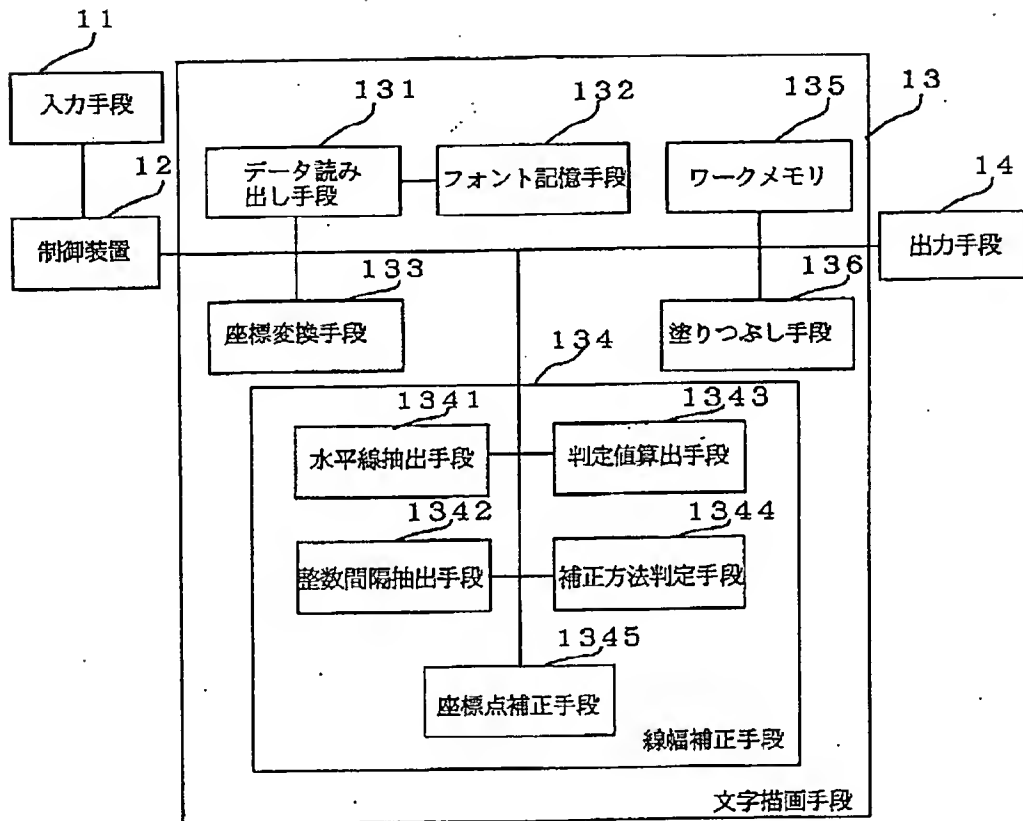 11
入力手段
12
制御装置
131
データ読み
出し手段
132
フォント記憶手段
135
ワークメモリ
13
14
出力手段
133
座標変換手段
136
塗りつぶし手段
134
1341
水平線抽出手段
1343
判定値算出手段
1342
整数間隔抽出手段
1344
補正方法判定手段
1345
座標点補正手段
線幅補正手段
文字描画手段